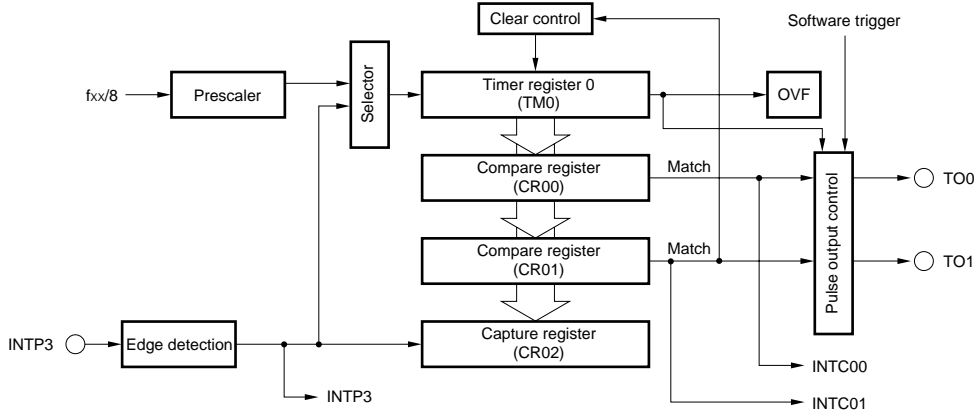 Clear control
Software trigger
fxx/8
Prescaler
Selector
Timer register 0
(TM0)
OVF
Compare register
(CR00)
Match
TO0
Compare register
(CR01)
Match
Pulse output control
TO1
INTP3
Edge detection
Capture register
(CR02)
INTC00
INTP3
INTC01